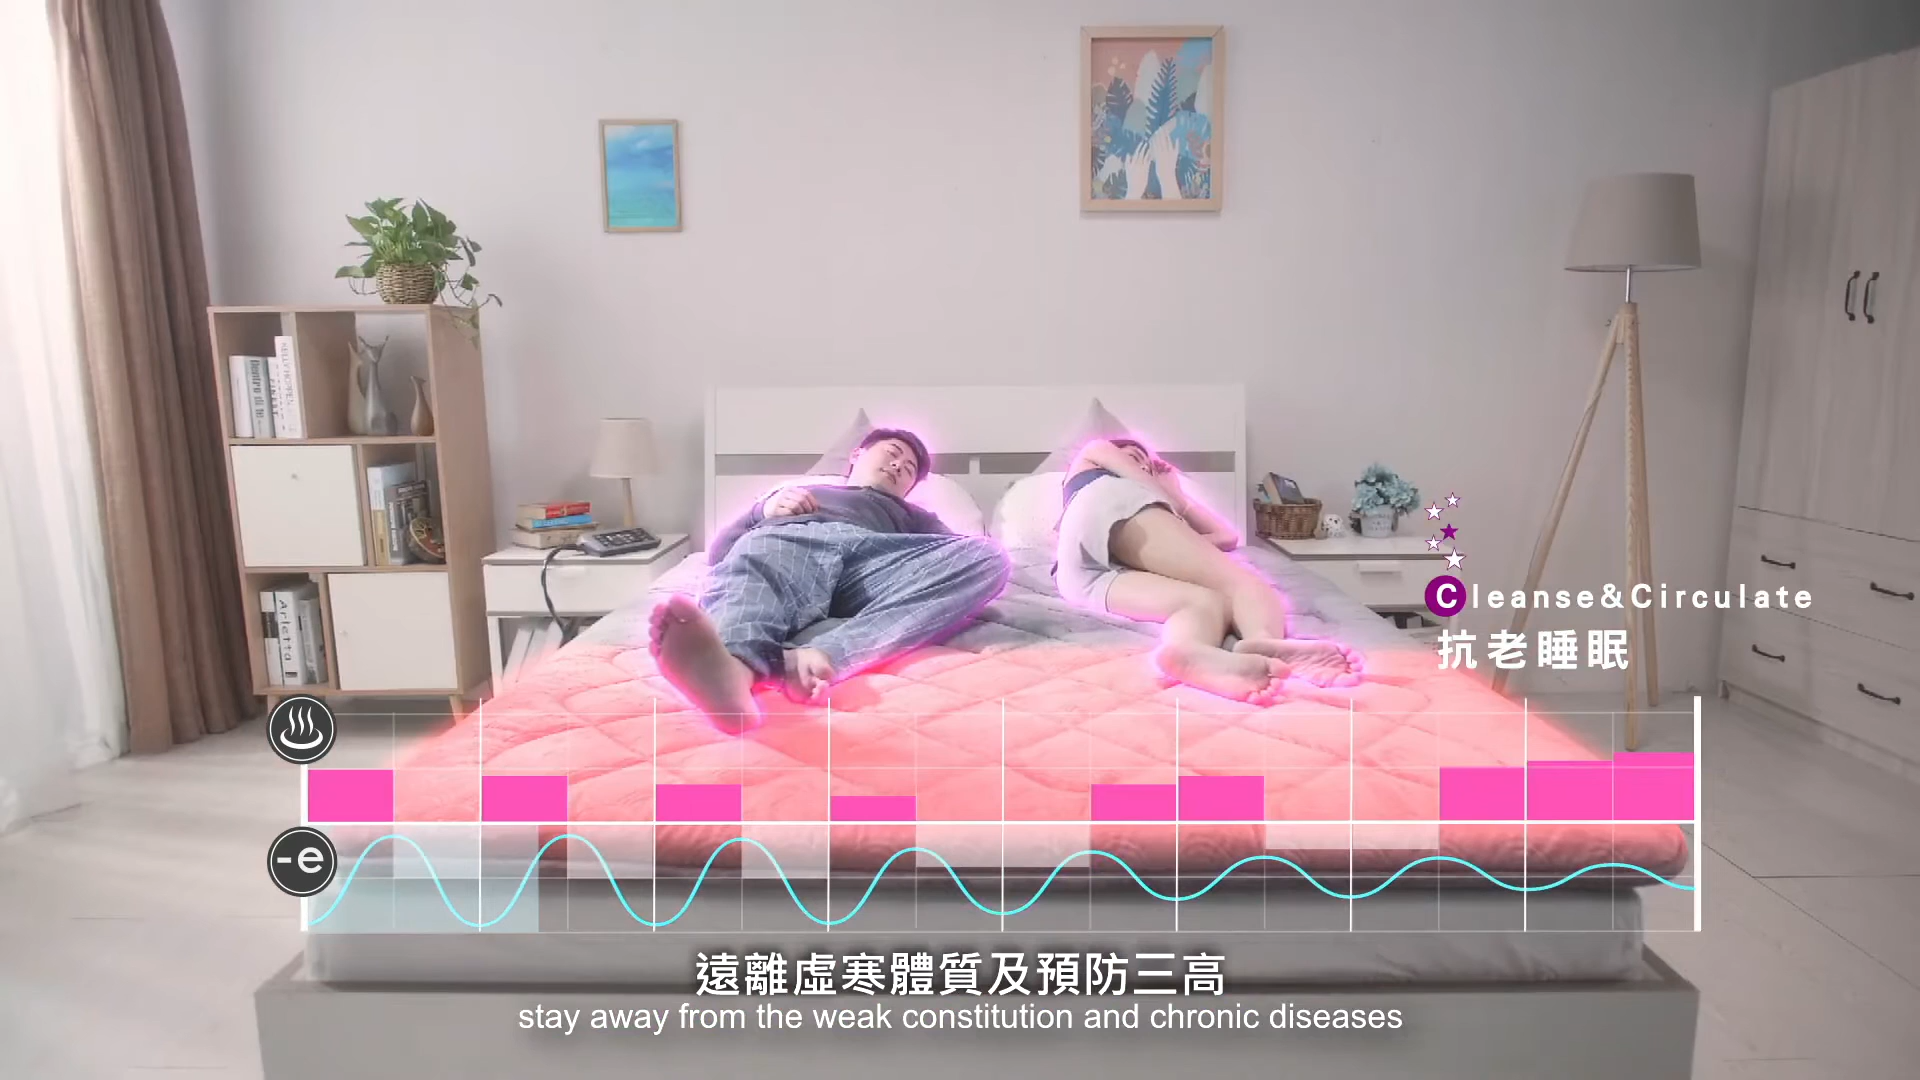 Cleanse&Circulate
抗老睡眠
Arletta
-e
遠離虛寒體質及預防三高
stay away from the weak constitution and chronic diseases